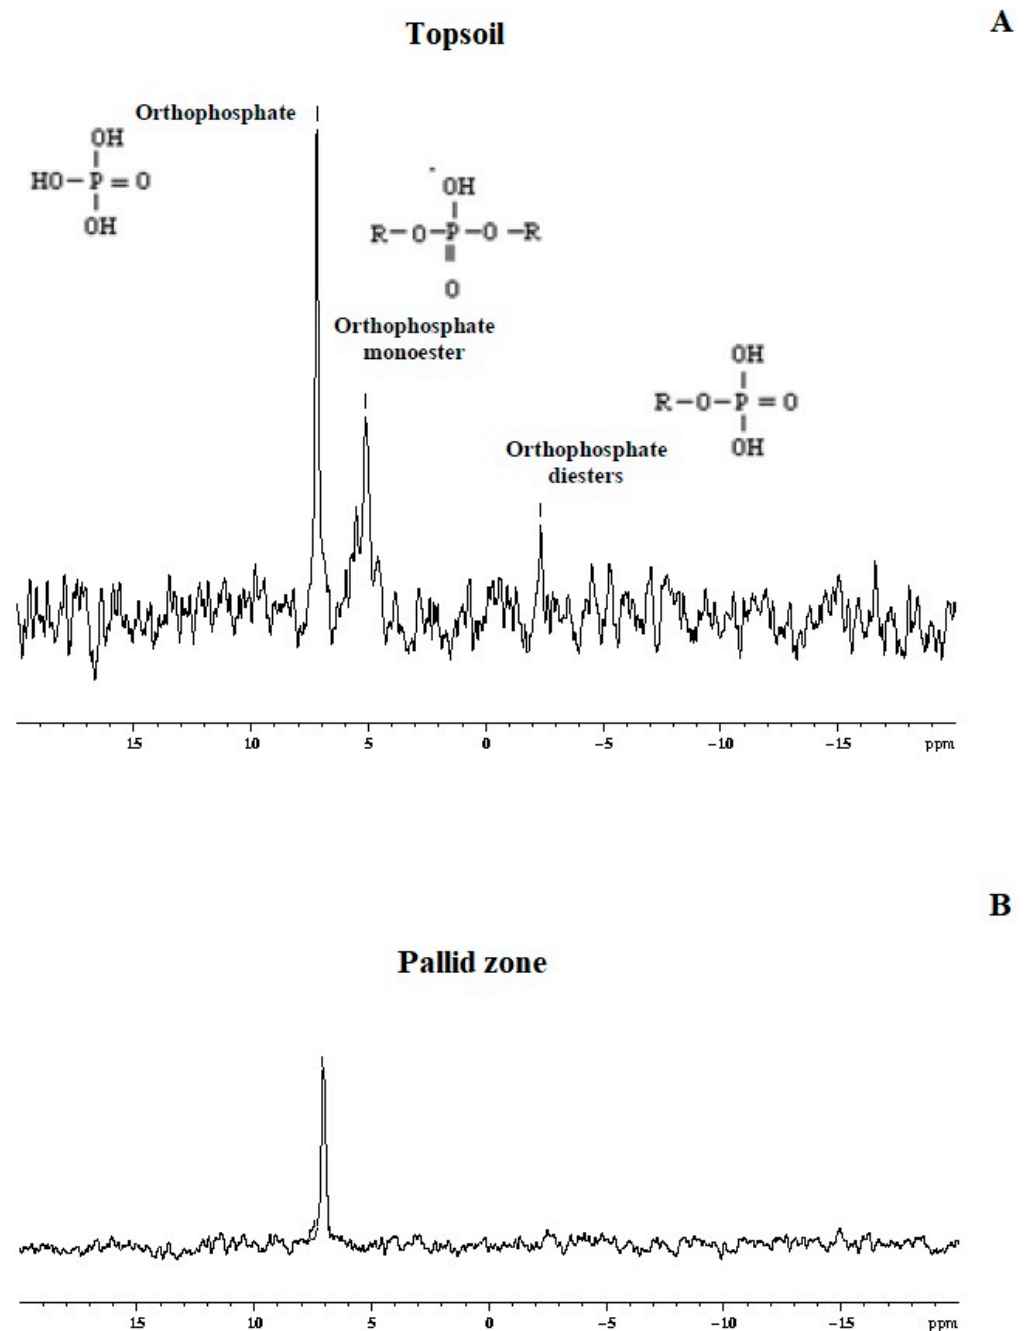 A
Topsoil
Orthophosphate
OH
HO–P=O
OH
OH
R–O–P–O–R
O
Orthophosphate
monoester
OH
R–O–P=O
OH
Orthophosphate
diesters
15 10 5 0 –5 –10 –15 ppm
B
Pallid zone
15 10 5 0 –5 –10 –15 ppm